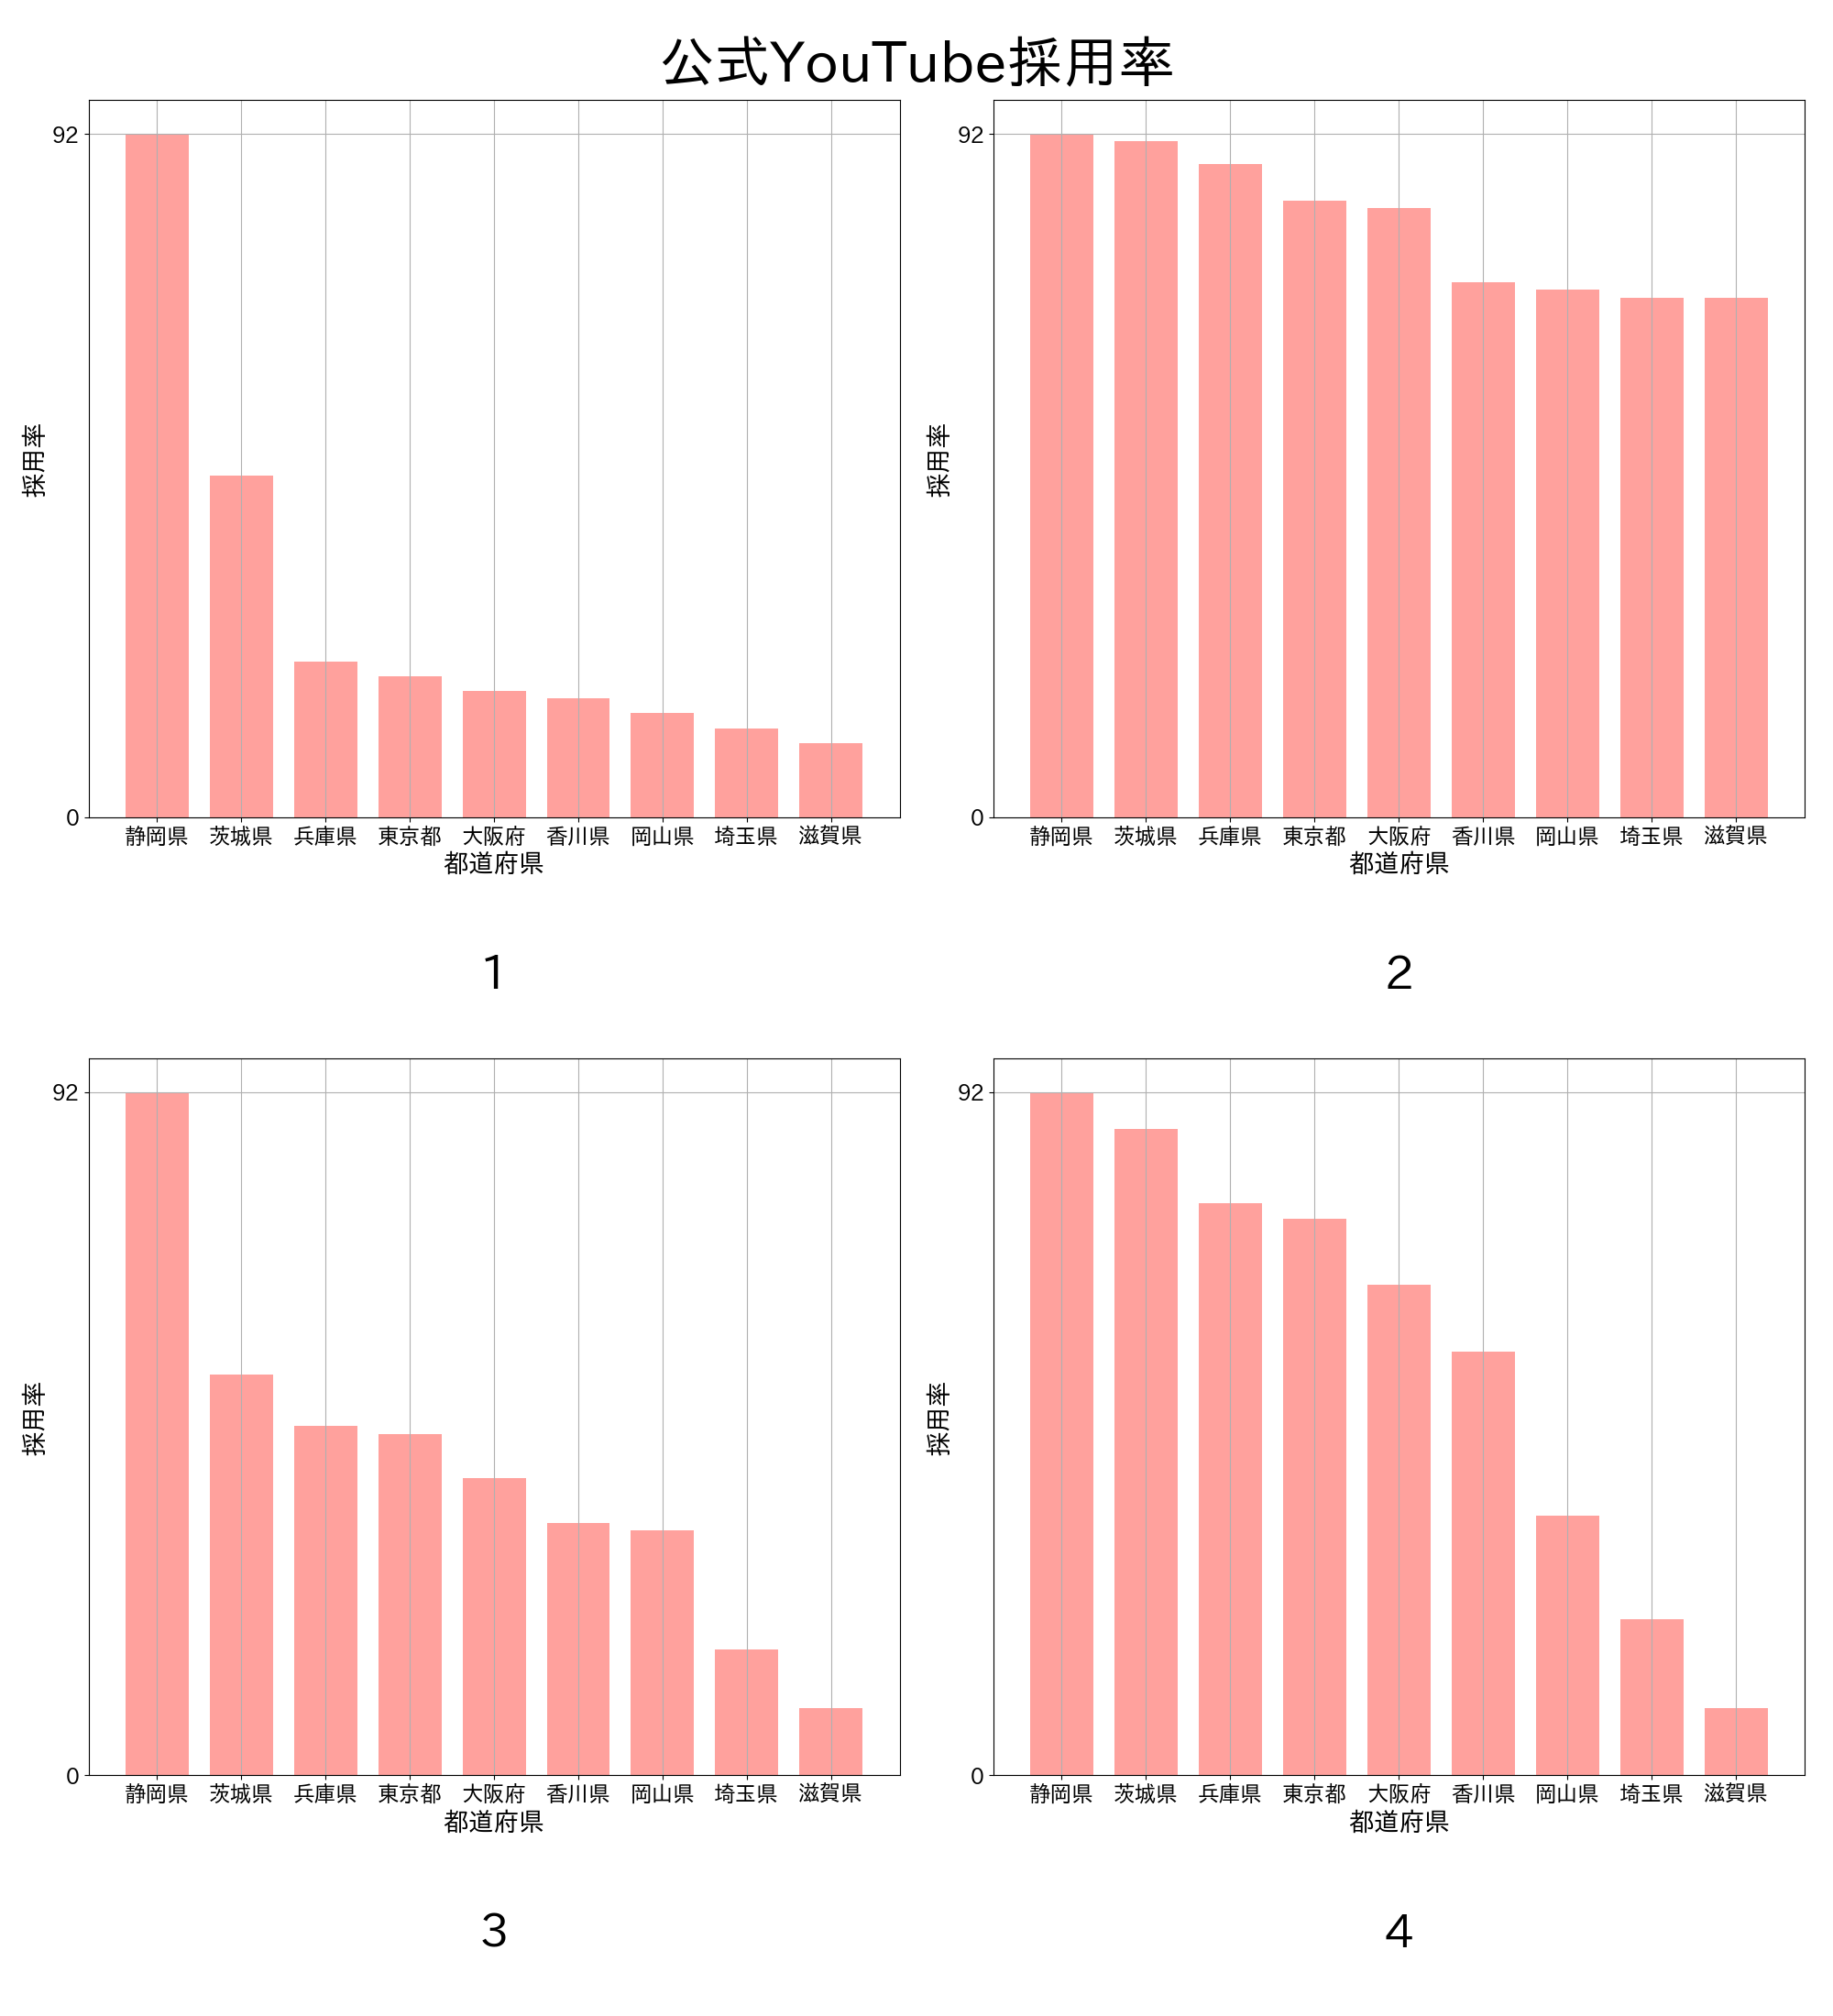 公式YouTube採用率
92
採用率
0
静岡県 茨城県 兵庫県 東京都 大阪府 香川県 岡山県 埼玉県 滋賀県
都道府県
1
92
採用率
0
静岡県 茨城県 兵庫県 東京都 大阪府 香川県 岡山県 埼玉県 滋賀県
都道府県
2
92
採用率
0
静岡県 茨城県 兵庫県 東京都 大阪府 香川県 岡山県 埼玉県 滋賀県
都道府県
3
92
採用率
0
静岡県 茨城県 兵庫県 東京都 大阪府 香川県 岡山県 埼玉県 滋賀県
都道府県
4